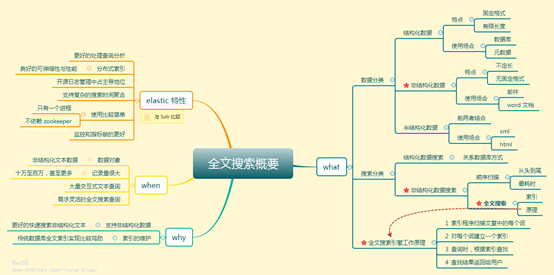 全文搜索概要
what
数据分类
结构化数据
特点
固定格式
有限长度
使用场合
数据库
元数据
非结构化数据
特点
不定长
无固定格式
使用场合
邮件
word 文档
半结构化数据
前两者结合
使用场合
xml
html
搜索分类
结构化数据搜索
关系数据库方式
非结构化数据搜索
顺序扫描
从头到尾
最耗时
全文搜索
索引
原理
全文搜索引擎工作原理
1 索引程序扫描文章中的每个词
2 对每个词建立一个索引
3 查询时，根据索引查找
4 查找结果返回给用户
elastic 特性
与 Solr 比较
更好的处理查询分析
分布式索引
良好的可伸缩性与性能
开源日志管理中占主导地位
支持复杂的搜索时间聚合
使用比较简单
只有一个进程
不依赖 zookeeper
监控和指标做的更好
when
数据对象
非结构化文本数据
记录量很大
十万至百万，甚至更多
大量交互式文本查询
需求灵活的全文搜索查询
why
支持非结构化数据
更好的快速搜索非结构化文本
索引的维护
传统数据库全文索引实现比较鸡肋